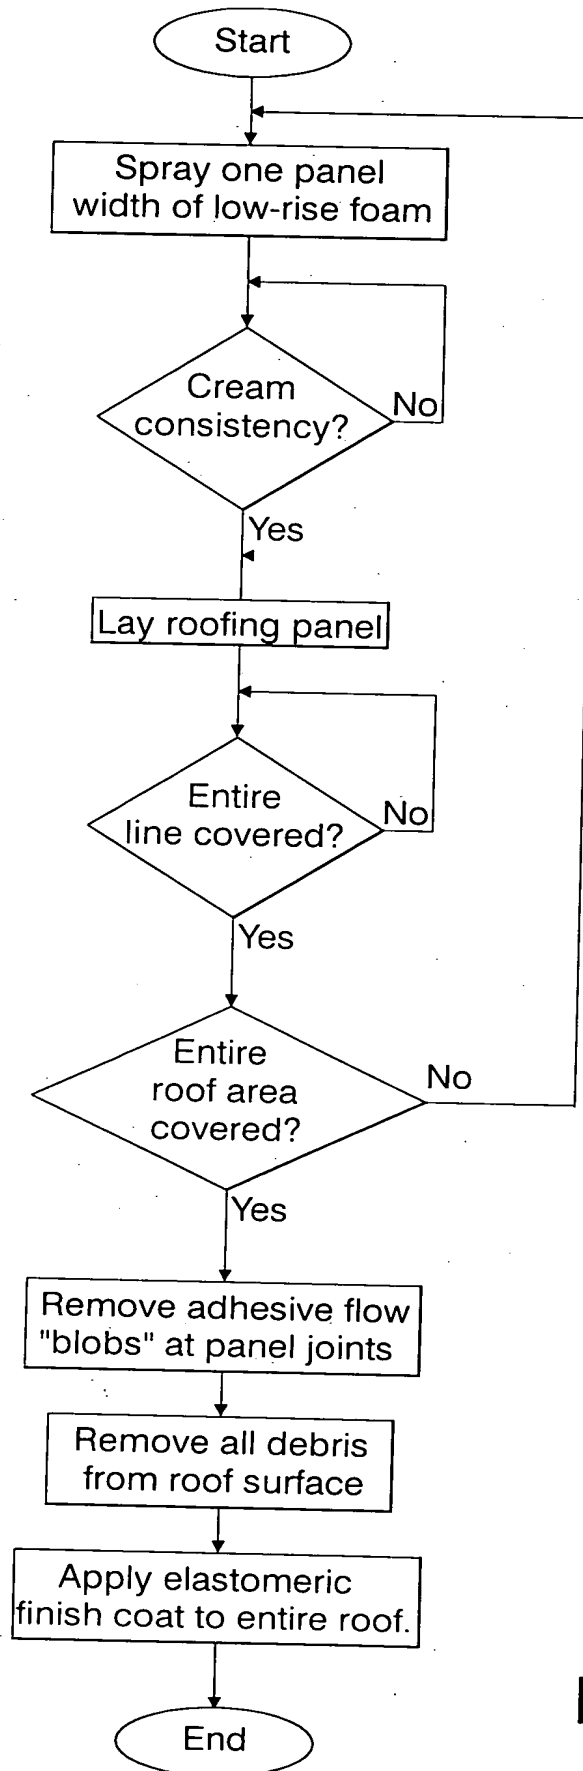 Start
Spray one panel
width of low-rise foam
Cream
consistency?
No
Yes
Lay roofing panel
Entire
line covered?
No
Yes
Entire
roof area
covered?
No
Yes
Remove adhesive flow
"blobs" at panel joints
Remove all debris
from roof surface
Apply elastomeric
finish coat to entire roof.
End